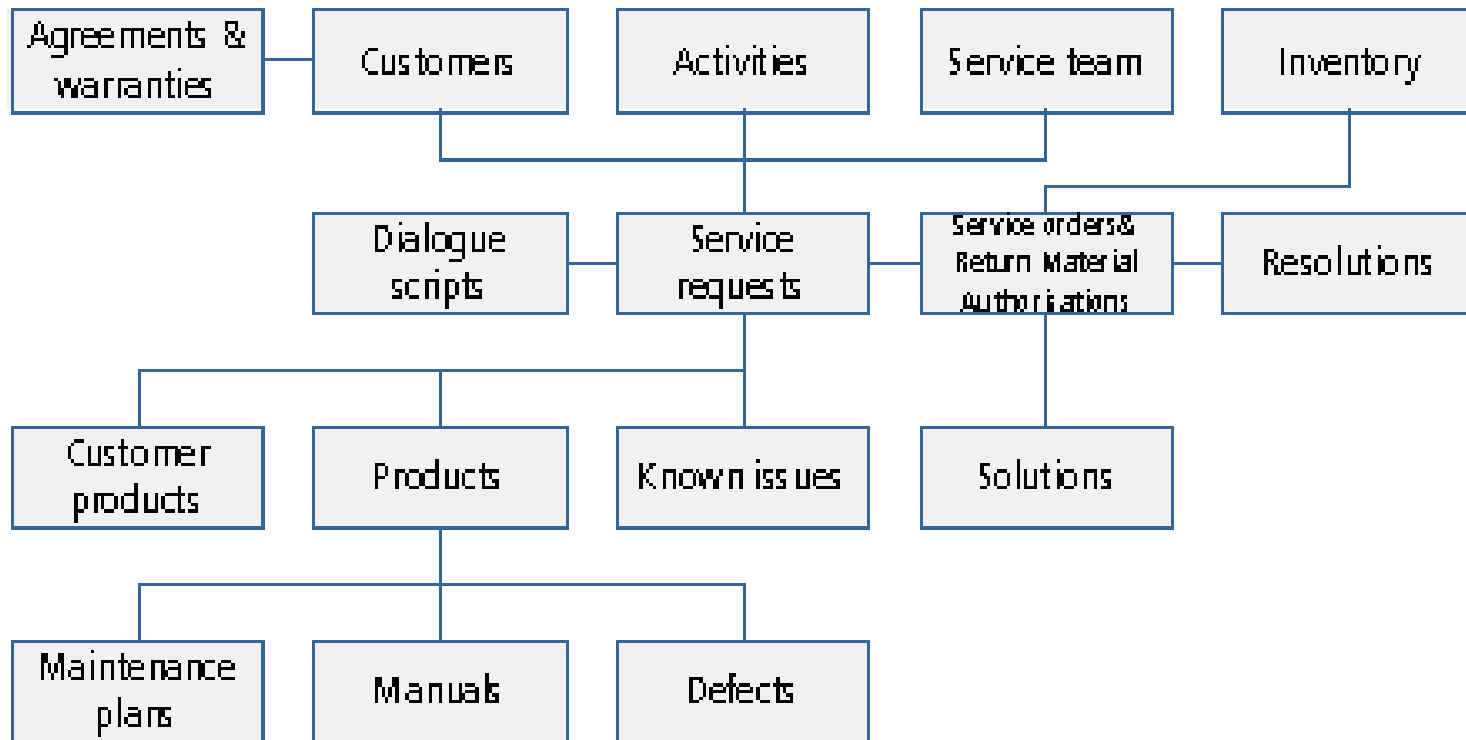 Agreements &
warranties
Customers
Activities
Service team
Inventory
Dialogue
scripts
Service
requests
Service orders&
Return Material
Authorisations
Resolutions
Customer
products
Products
Known issues
Solutions
Maintenance
plans
Manuals
Defects